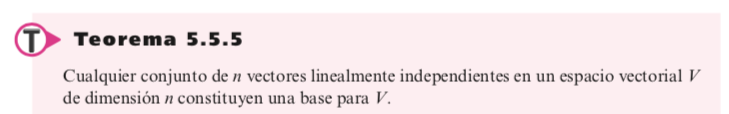 T Teorema 5.5.5
Cualquier conjunto de n vectores linealmente independientes en un espacio vectorial V
de dimensión n constituyen una base para V.